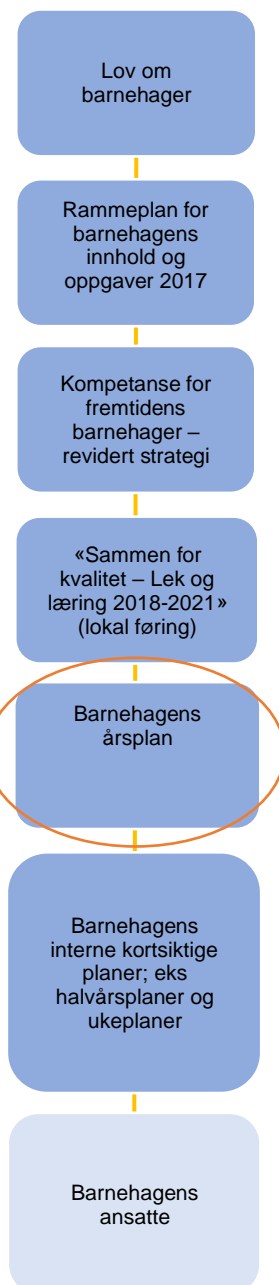 Lov om
barnehager
Rammeplan for
barnehagens
innhold og
oppgaver 2017
Kompetanse for
fremtidens
barnehager –
revidert strategi
«Sammen for
kvalitet – Lek og
læring 2018-2021»
(lokal føring)
Barnehagens
årsplan
Barnehagens
interne kortsiktige
planer; eks
halvårsplaner og
ukeplaner
Barnehagens
ansatte